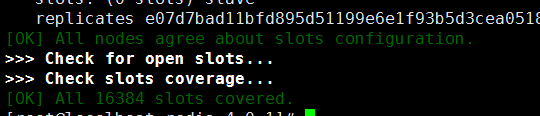 slots: (0 slots) slave
replicates e07d7bad11bfd895d51199e6e1f93b5d3cea0518
[OK] All nodes agree about slots configuration.
>>> Check for open slots...
>>> Check slots coverage...
[OK] All 16384 slots covered.
[root@localhost redis-4.0.1]#